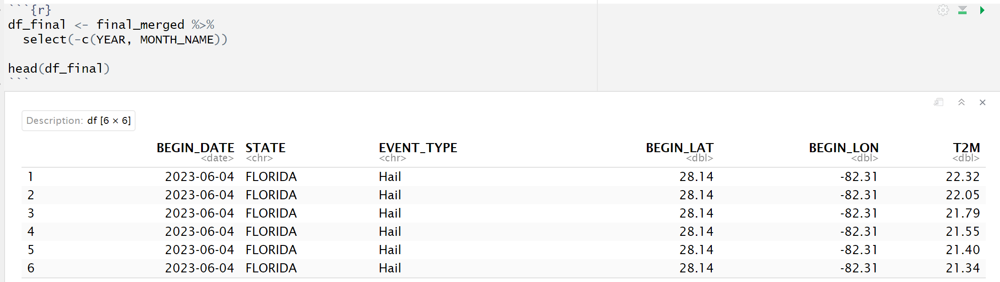 ```{r}
df_final <- final_merged %>%
  select(-c(YEAR, MONTH_NAME))
head(df_final)
```
Description: df [6 × 6]
BEGIN_DATE STATE EVENT_TYPE BEGIN_LAT BEGIN_LON T2M
<date> <chr> <chr> <dbl> <dbl> <dbl>
1 2023-06-04 FLORIDA Hail 28.14 -82.31 22.32
2 2023-06-04 FLORIDA Hail 28.14 -82.31 22.05
3 2023-06-04 FLORIDA Hail 28.14 -82.31 21.79
4 2023-06-04 FLORIDA Hail 28.14 -82.31 21.55
5 2023-06-04 FLORIDA Hail 28.14 -82.31 21.40
6 2023-06-04 FLORIDA Hail 28.14 -82.31 21.34